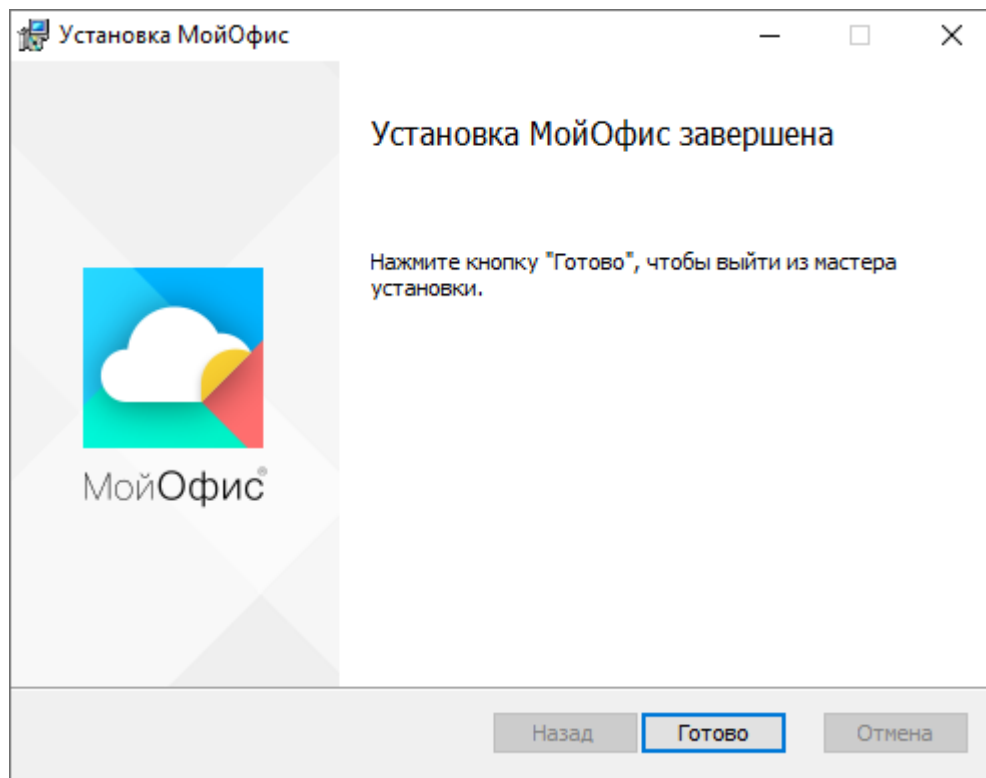 Установка МойОфис
Установка МойОфис завершена
Нажмите кнопку "Готово", чтобы выйти из мастера
установки.
МойОфис®
Назад
Готово
Отмена